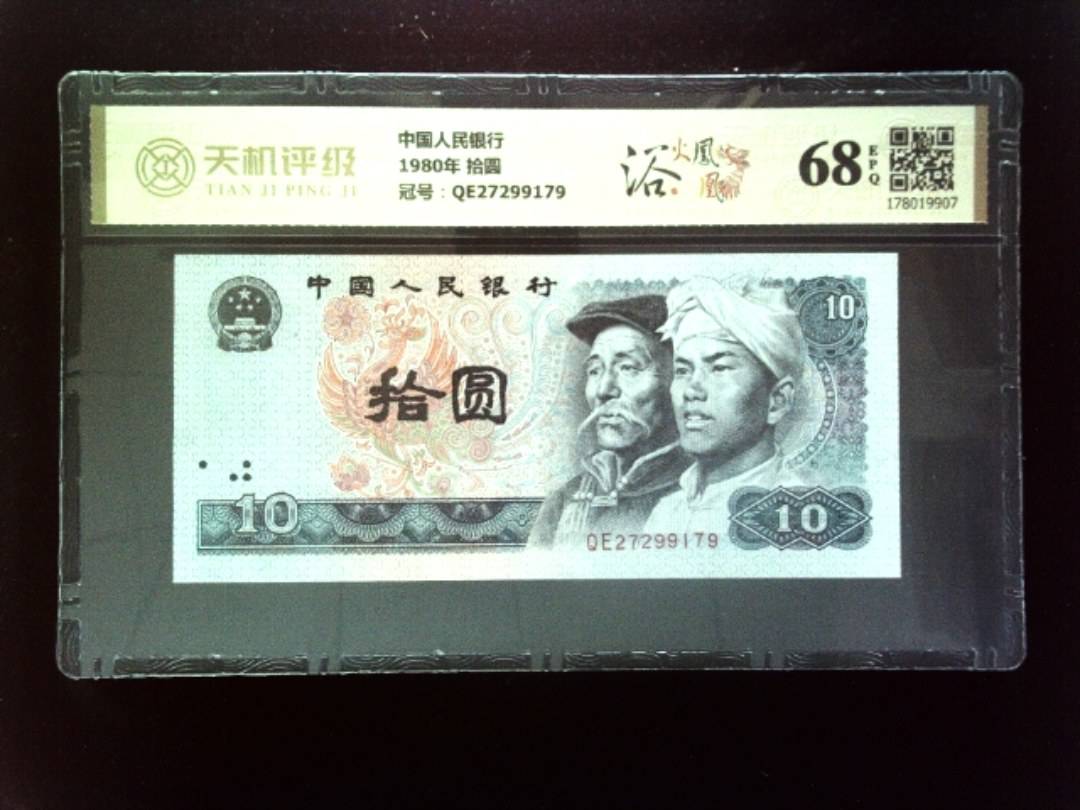 天机评级
TIAN JI PING JI
中国人民银行
1980年 拾圆
冠号：QE27299179
浴火凤凰
68
EPQ
178019907
中国人民银行
10
拾圆
10
10
QE27299179